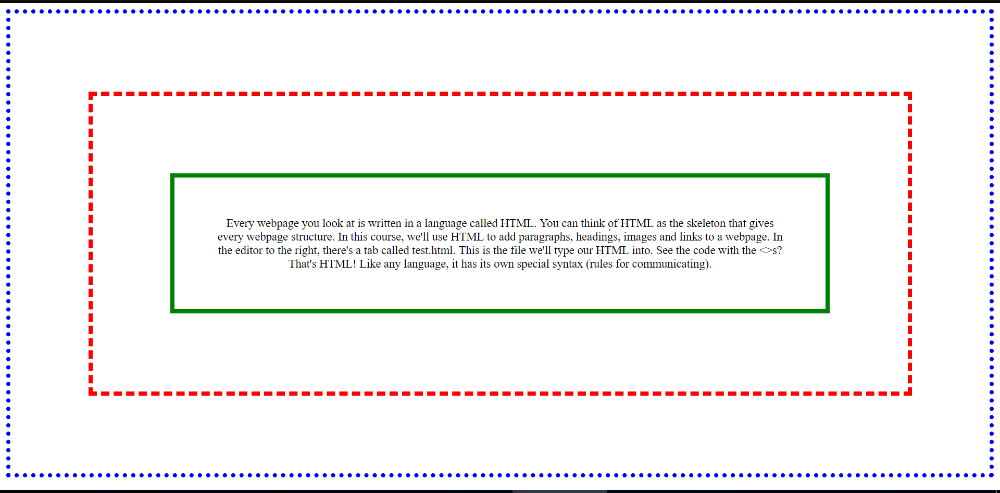 Every webpage you look at is written in a language called HTML. You can think of HTML as the skeleton that gives
every webpage structure. In this course, we'll use HTML to add paragraphs, headings, images and links to a webpage. In
the editor to the right, there's a tab called test.html. This is the file we'll type our HTML into. See the code with the <>s?
That's HTML! Like any language, it has its own special syntax (rules for communicating).